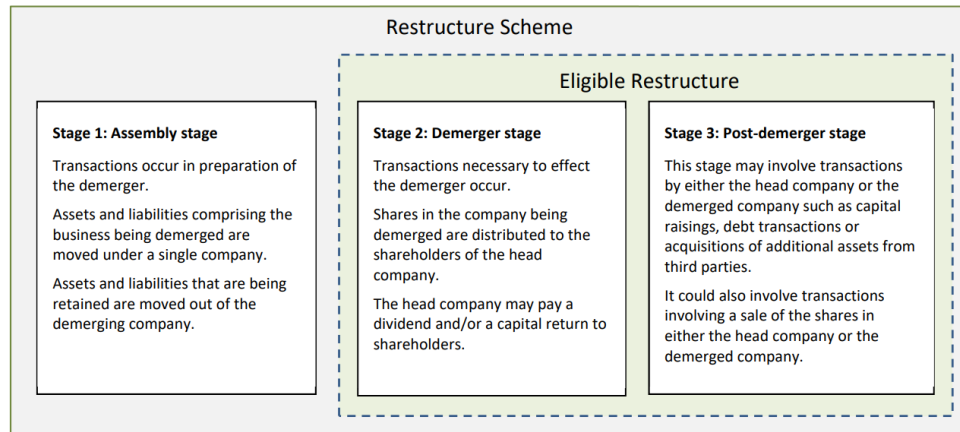 Restructure Scheme
Eligible Restructure
Stage 1: Assembly stage
Transactions occur in preparation of
the demerger.
Assets and liabilities comprising the
business being demerged are
moved under a single company.
Assets and liabilities that are being
retained are moved out of the
demerging company.
Stage 2: Demerger stage
Transactions necessary to effect
the demerger occur.
Shares in the company being
demerged are distributed to the
shareholders of the head
company.
The head company may pay a
dividend and/or a capital return to
shareholders.
Stage 3: Post-demerger stage
This stage may involve transactions
by either the head company or the
demerged company such as capital
raisings, debt transactions or
acquisitions of additional assets from
third parties.
It could also involve transactions
involving a sale of the shares in
either the head company or the
demerged company.